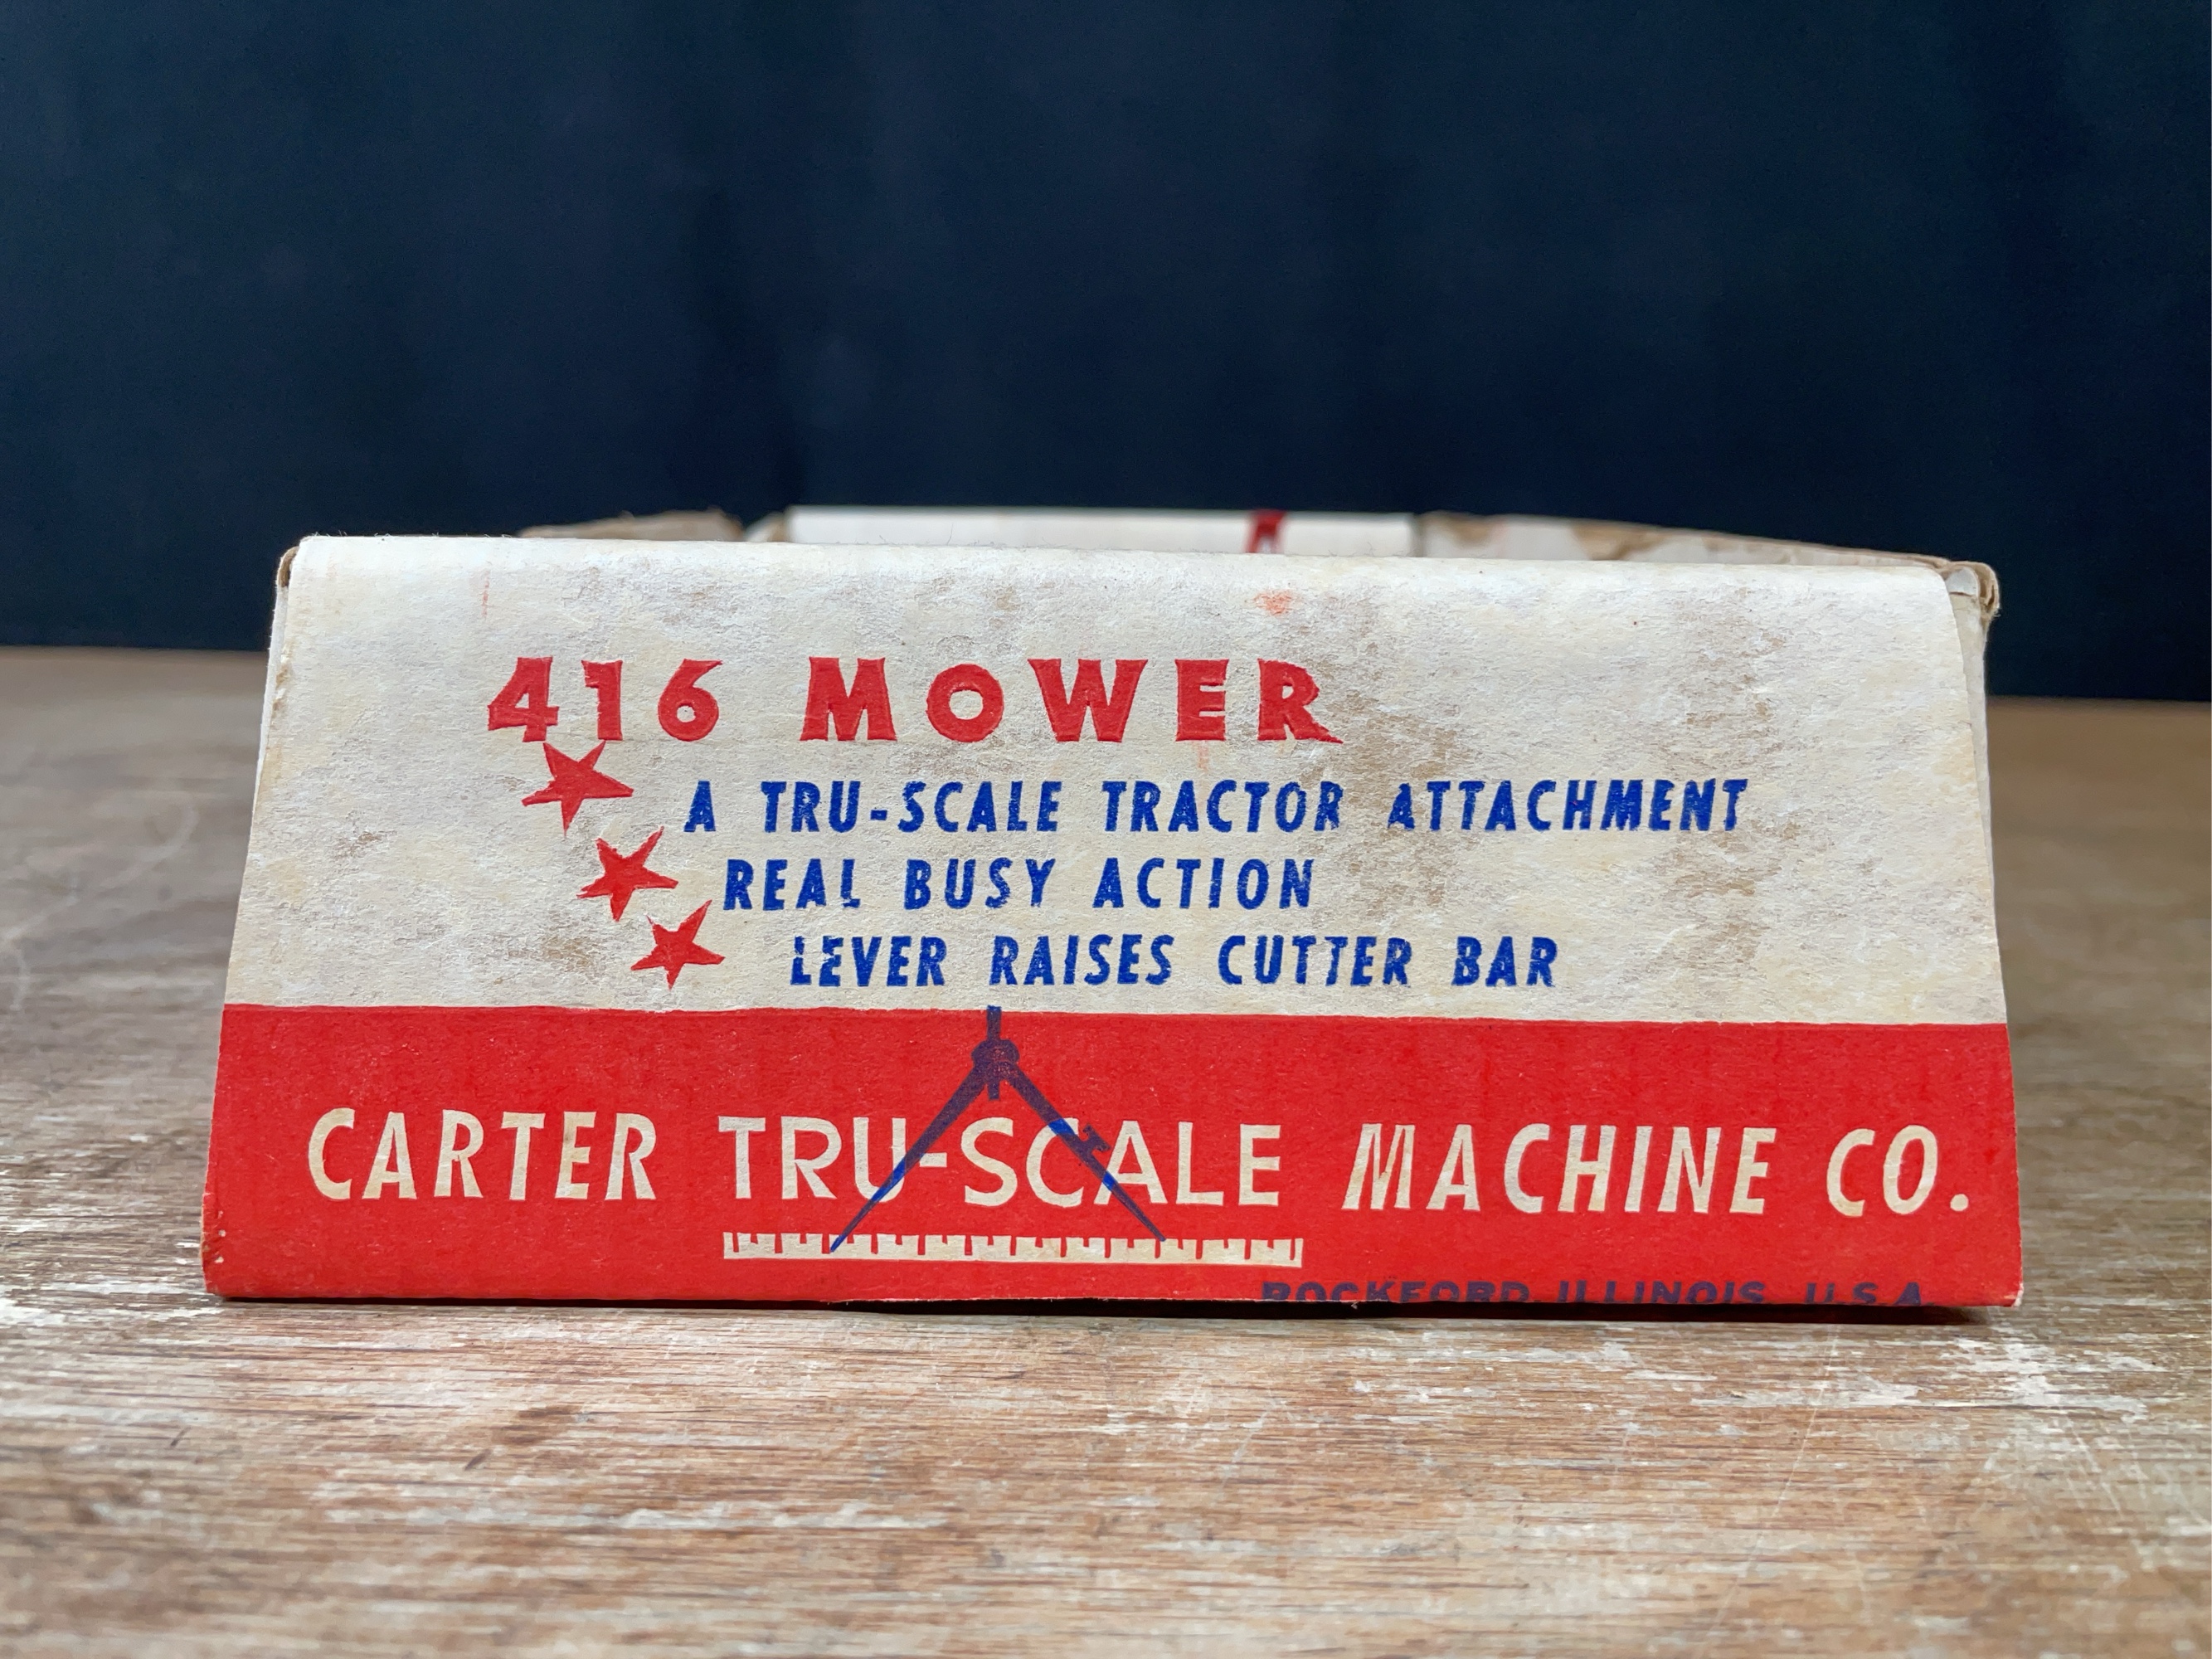 416 MOWER
A TRU-SCALE TRACTOR ATTACHMENT
REAL BUSY ACTION
LEVER RAISES CUTTER BAR
CARTER TRU-SCALE MACHINE CO.
ROCKFORD, ILLINOIS, U.S.A.